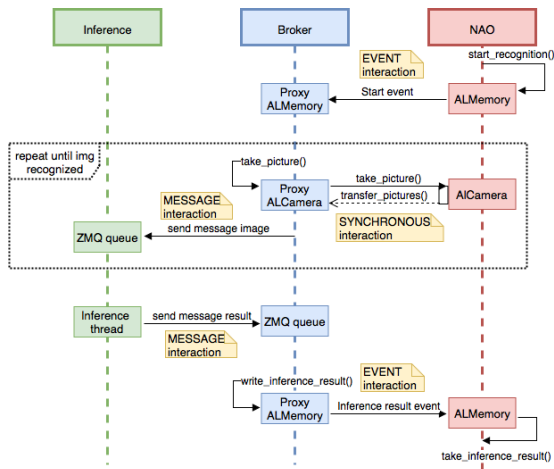 Inference
Broker
NAO
start_recognition()
EVENT
interaction
Proxy
ALMemory
Start event
ALMemory
repeat until img
recognized
take_picture()
take_picture()
Proxy
ALCamera
transfer_pictures()
AlCamera
MESSAGE
interaction
SYNCHRONOUS
interaction
ZMQ queue
send message image
Inference
thread
send message result
ZMQ queue
MESSAGE
interaction
EVENT
interaction
write_inference_result()
Proxy
ALMemory
Inference result event
ALMemory
take_inference_result()